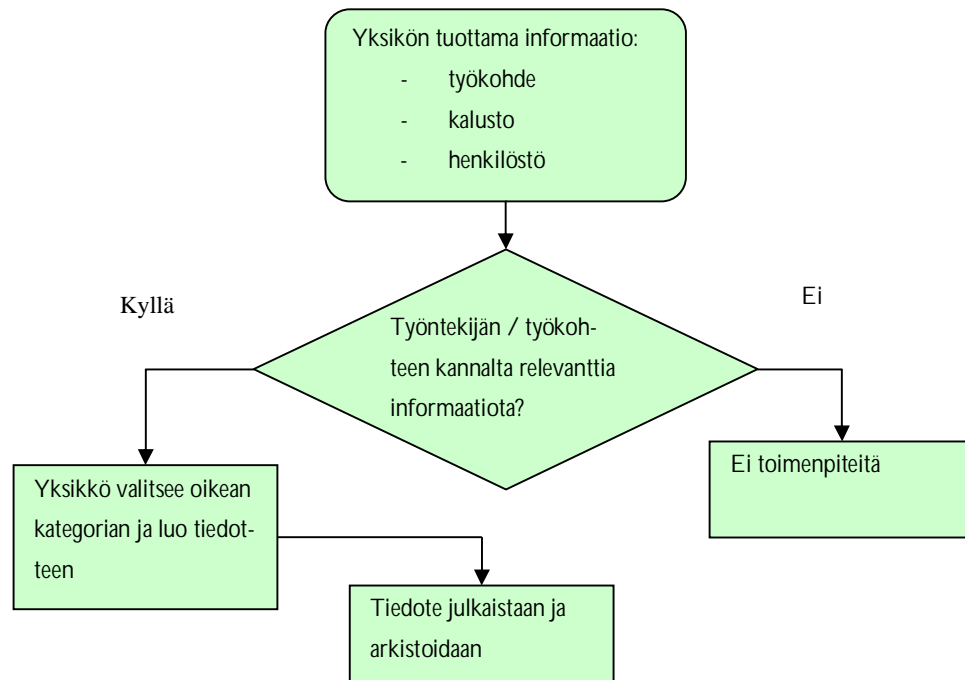 Yksikön tuottama informaatio:
- työkohde
- kalusto
- henkilöstö
Kyllä
Ei
Työntekijän / työkoh-
teen kannalta relevanttia
informaatiota?
Yksikkö valitsee oikean
kategorian ja luo tiedot-
teen
Ei toimenpiteitä
Tiedote julkaistaan ja
arkistoidaan